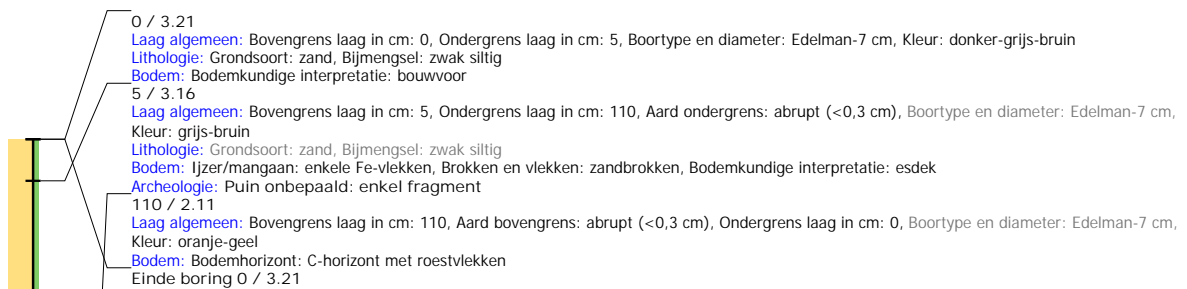 0 / 3.21
Laag algemeen: Bovengrens laag in cm: 0, Ondergrens laag in cm: 5, Boortype en diameter: Edelman-7 cm, Kleur: donker-grijs-bruin
Lithologie: Grondsoort: zand, Bijmengsel: zwak siltig
Bodem: Bodemkundige interpretatie: bouwvoor
5 / 3.16
Laag algemeen: Bovengrens laag in cm: 5, Ondergrens laag in cm: 110, Aard ondergrens: abrupt (<0,3 cm), Boortype en diameter: Edelman-7 cm,
Kleur: grijs-bruin
Lithologie: Grondsoort: zand, Bijmengsel: zwak siltig
Bodem: Ijzer/mangaan: enkele Fe-vlekken, Brokken en vlekken: zandbrokken, Bodemkundige interpretatie: esdek
Archeologie: Puin onbepaald: enkel fragment
110 / 2.11
Laag algemeen: Bovengrens laag in cm: 110, Aard bovengrens: abrupt (<0,3 cm), Ondergrens laag in cm: 0, Boortype en diameter: Edelman-7 cm,
Kleur: oranje-geel
Bodem: Bodemhorizont: C-horizont met roestvlekken
Einde boring 0 / 3.21